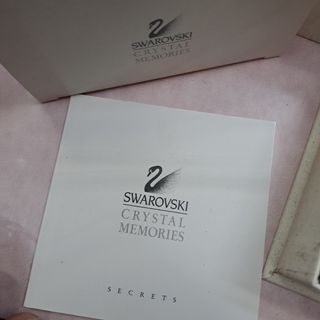 SWAROVSKI
CRYSTAL
MEMORIES
SWAROVSKI
CRYSTAL
MEMORIES
SECRETS